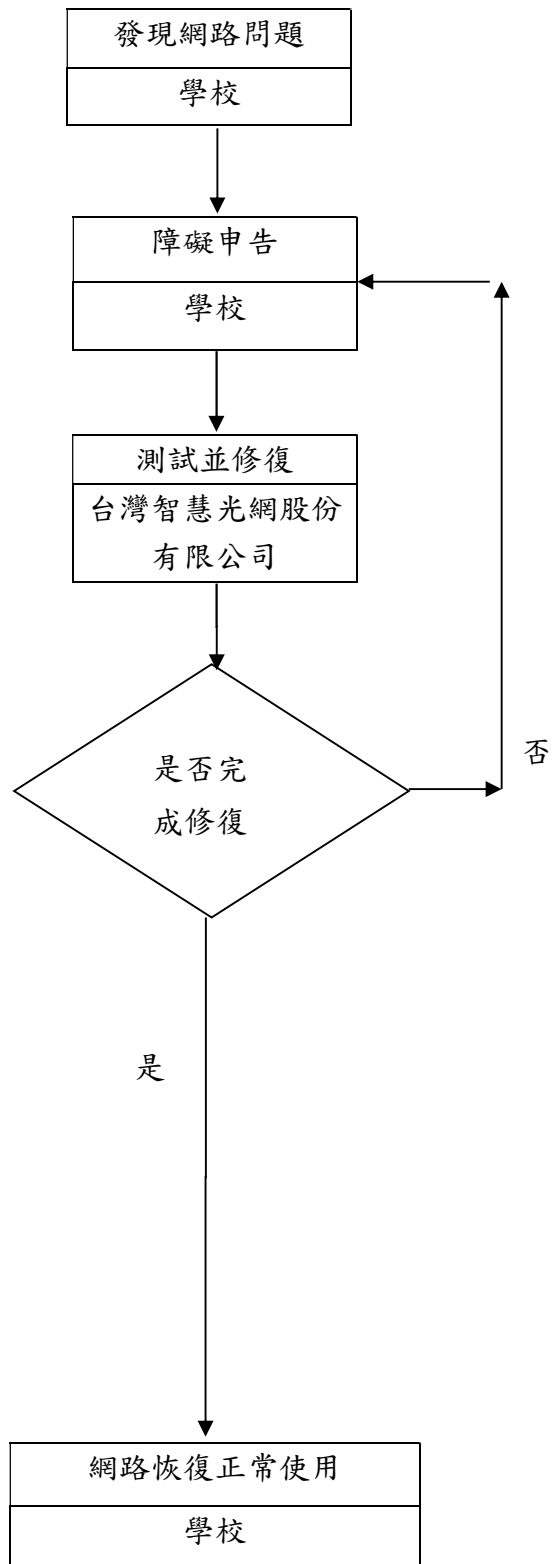 發現網路問題
學校
障礙申告
學校
測試並修復
台灣智慧光網股份
有限公司
是否完
成修復
否
是
網路恢復正常使用
學校